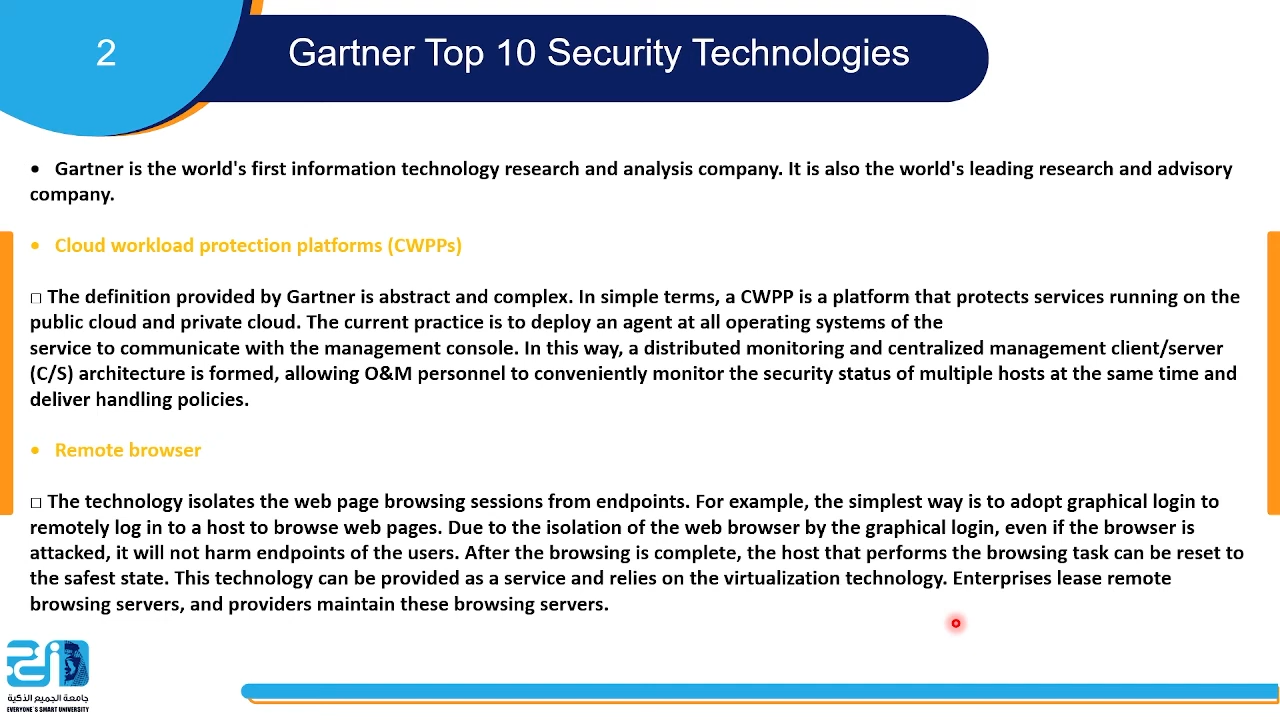 2
Gartner Top 10 Security Technologies
• Gartner is the world's first information technology research and analysis company. It is also the world's leading research and advisory
company.
• Cloud workload protection platforms (CWPPs)
□ The definition provided by Gartner is abstract and complex. In simple terms, a CWPP is a platform that protects services running on the
public cloud and private cloud. The current practice is to deploy an agent at all operating systems of the
service to communicate with the management console. In this way, a distributed monitoring and centralized management client/server
(C/S) architecture is formed, allowing O&M personnel to conveniently monitor the security status of multiple hosts at the same time and
deliver handling policies.
• Remote browser
□ The technology isolates the web page browsing sessions from endpoints. For example, the simplest way is to adopt graphical login to
remotely log in to a host to browse web pages. Due to the isolation of the web browser by the graphical login, even if the browser is
attacked, it will not harm endpoints of the users. After the browsing is complete, the host that performs the browsing task can be reset to
the safest state. This technology can be provided as a service and relies on the virtualization technology. Enterprises lease remote
browsing servers, and providers maintain these browsing servers.
جامعة الجميع الذكية
EVERYONE`S SMART UNIVERSITY